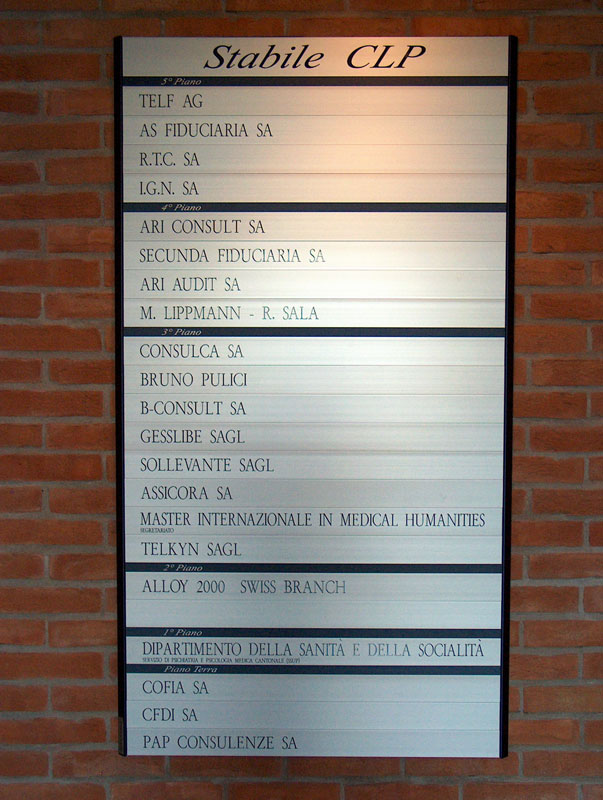 Stabile CLP
5° Piano
TELF AG
AS FIDUCIARIA SA
R.T.C. SA
I.G.N. SA
4° Piano
ARI CONSULT SA
SECUNDA FIDUCIARIA SA
ARI AUDIT SA
M. LIPPMANN - R. SALA
3° Piano
CONSULCA SA
BRUNO PULICI
B-CONSULT SA
GESSLIBE SAGL
SOLLEVANTE SAGL
ASSICORA SA
MASTER INTERNAZIONALE IN MEDICAL HUMANITIES
SEGRETARIATO
TELKYN SAGL
2° Piano
ALLOY 2000 SWISS BRANCH
1° Piano
DIPARTIMENTO DELLA SANITÀ E DELLA SOCIALITÀ
SERVIZIO DI PSICHIATRIA E PSICOLOGIA MEDICA CANTONALE
Piano Terra
COFIA SA
CFDI SA
PAP CONSULENZE SA